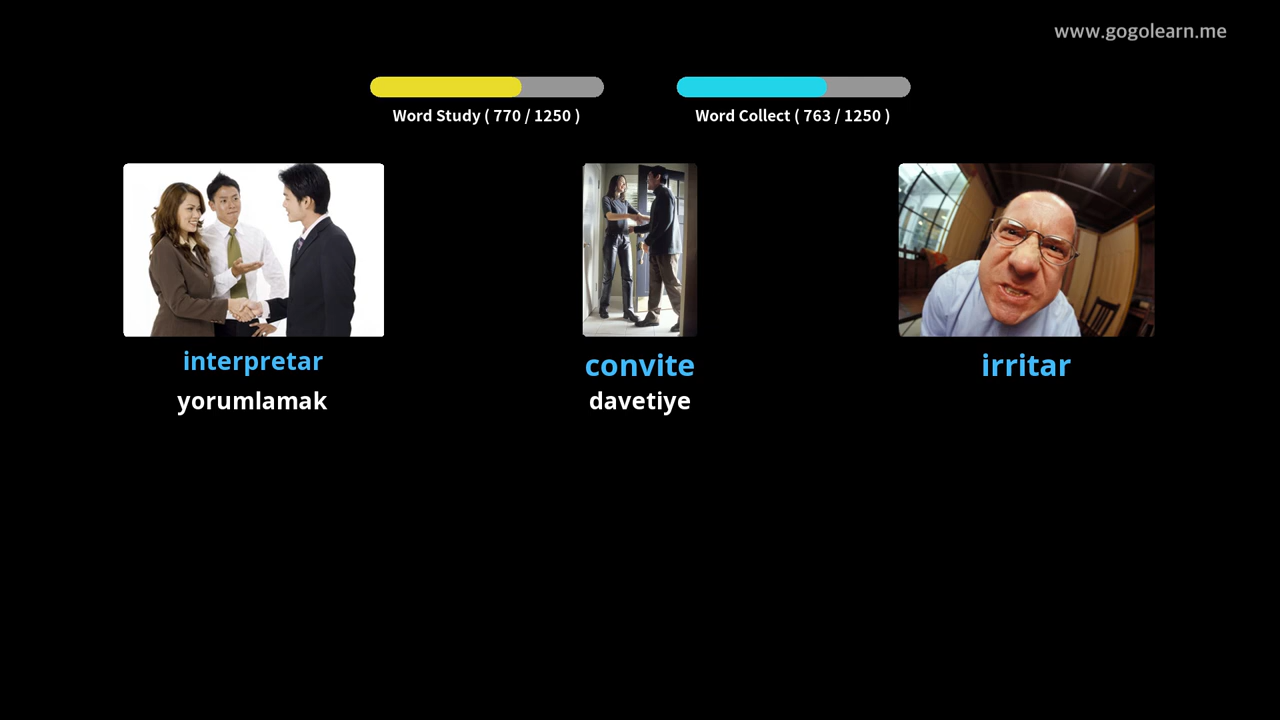 www.gogolearn.me
Word Study ( 770 / 1250 )
Word Collect ( 763 / 1250 )
interpretar
yorumlamak
convite
davetiye
irritar